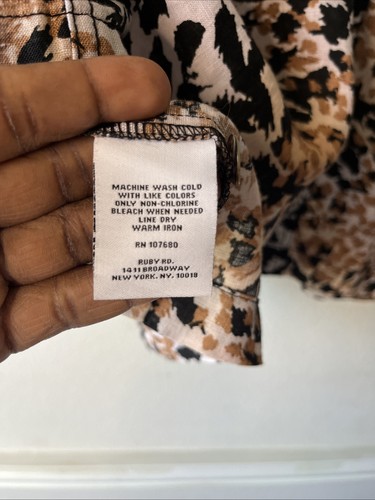 MACHINE WASH COLD
WITH LIKE COLORS
ONLY NON-CHLORINE
BLEACH WHEN NEEDED
LINE DRY
WARM IRON
RN 107680
RUBY RD.
1411 BROADWAY
NEW YORK, NY. 10018